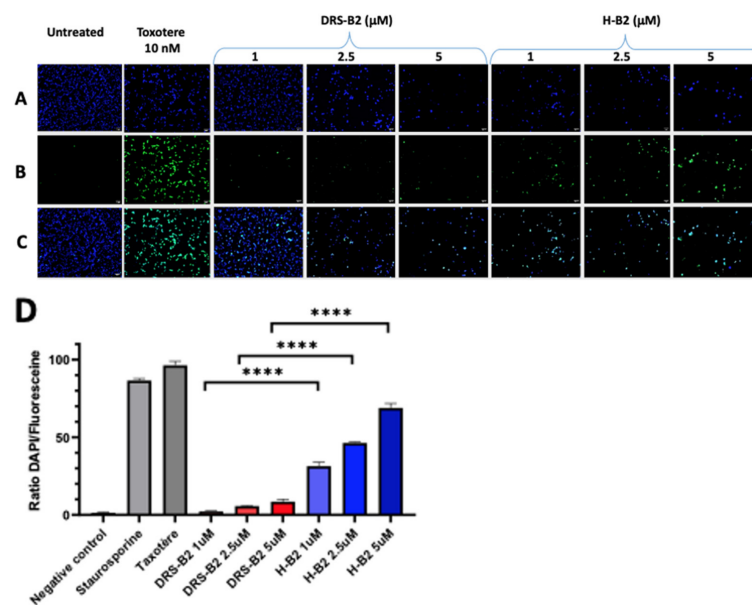 Untreated Toxotere 10 nM DRS-B2 (µM) H-B2 (µM)
1 2.5 5 1 2.5 5
A
B
C
D
**** 
****
****
Ratio DAPI/Fluoresceine
100
50
0
Negative control
Staurosporine
Taxotère
DRS-B2 1uM
DRS-B2 2.5uM
DRS-B2 5uM
H-B2 1uM
H-B2 2.5uM
H-B2 5uM